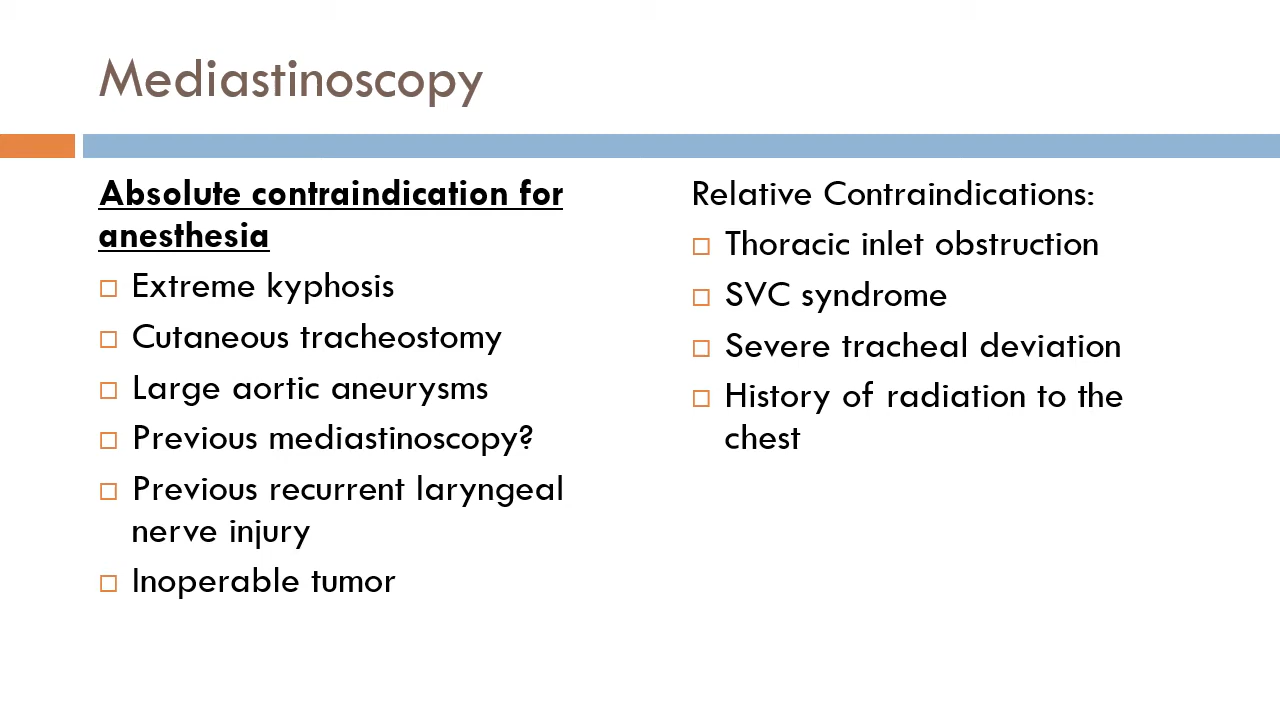 Mediastinoscopy
Absolute contraindication for
anesthesia
Extreme kyphosis
Cutaneous tracheostomy
Large aortic aneurysms
Previous mediastinoscopy?
Previous recurrent laryngeal
nerve injury
Inoperable tumor
Relative Contraindications:
Thoracic inlet obstruction
SVC syndrome
Severe tracheal deviation
History of radiation to the
chest